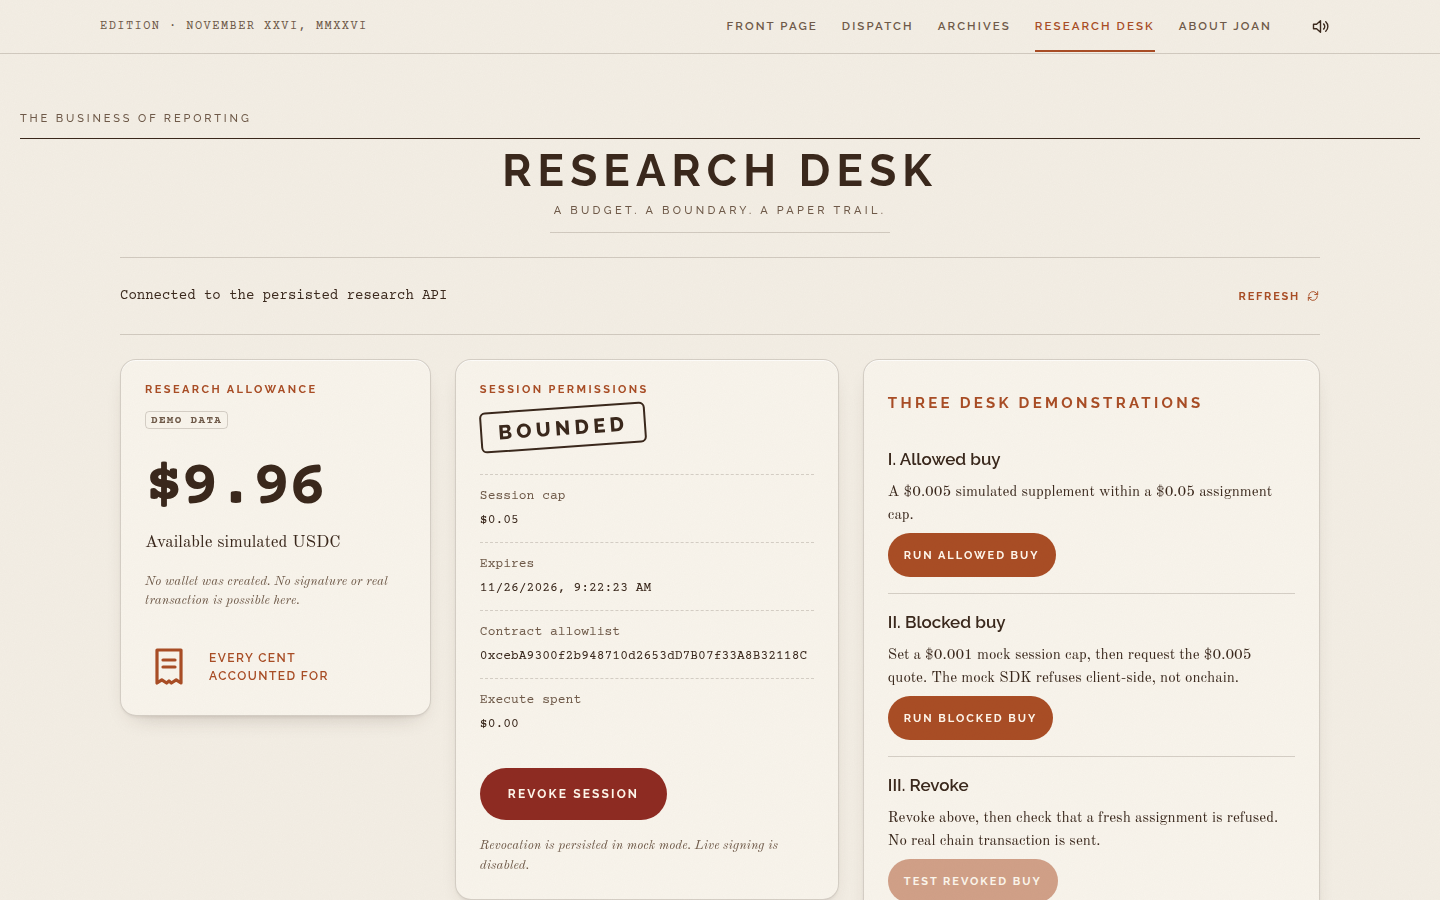 EDITION · NOVEMBER XXVI, MMXXVI
FRONT PAGE
DISPATCH
ARCHIVES
RESEARCH DESK
ABOUT JOAN
THE BUSINESS OF REPORTING
RESEARCH DESK
A BUDGET. A BOUNDARY. A PAPER TRAIL.
Connected to the persisted research API
REFRESH
RESEARCH ALLOWANCE
DEMO DATA
$9.96
Available simulated USDC
No wallet was created. No signature or real
transaction is possible here.
EVERY CENT
ACCOUNTED FOR
SESSION PERMISSIONS
BOUNDED
Session cap
$0.05
Expires
11/26/2026, 9:22:23 AM
Contract allowlist
0xcebA9300f2b948710d2653dD7B07f33A8B32118C
Execute spent
$0.00
REVOKE SESSION
Revocation is persisted in mock mode. Live signing is
disabled.
THREE DESK DEMONSTRATIONS
I. Allowed buy
A $0.005 simulated supplement within a $0.05 assignment
cap.
RUN ALLOWED BUY
II. Blocked buy
Set a $0.001 mock session cap, then request the $0.005
quote. The mock SDK refuses client-side, not onchain.
RUN BLOCKED BUY
III. Revoke
Revoke above, then check that a fresh assignment is refused.
No real chain transaction is sent.
TEST REVOKED BUY